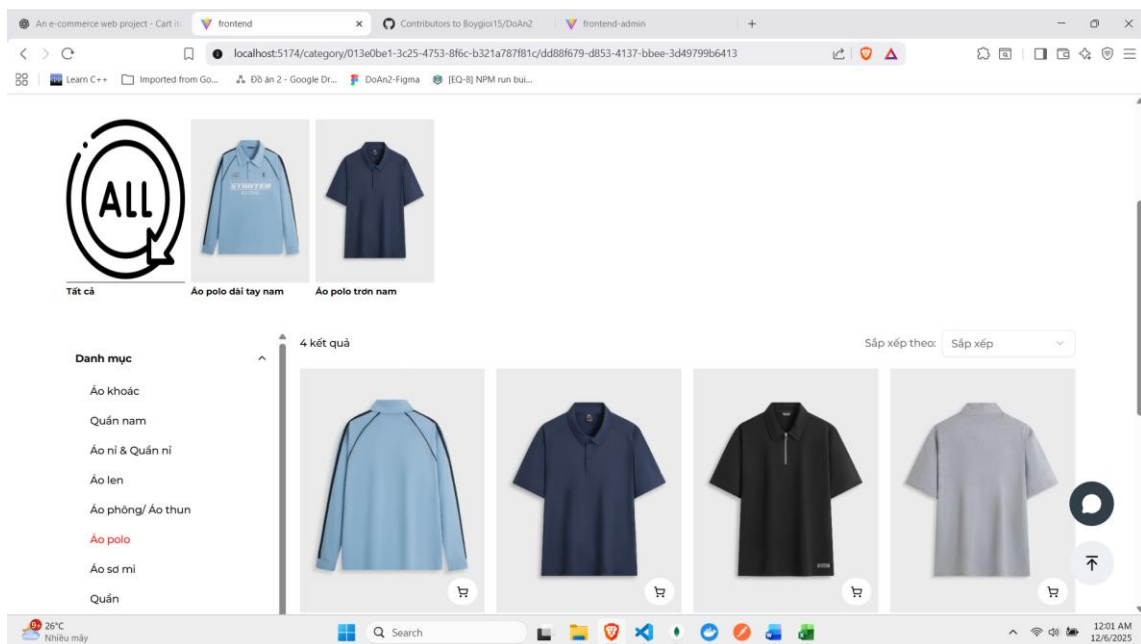 An e-commerce web project - Cart it
frontend
Contributors to Boygioi15/DoAn2
frontend-admin
localhost:5174/category/013e0be1-3c25-4753-8f6c-b321a787f81c/dd88f679-d853-4137-bbee-3d49799b6413
Learn C++
Imported from Go...
Đồ án 2 - Google Dr...
DoAn2-Figma
[EQ-8] NPM run bui...
ALL
STARTER
Tất cả
Áo polo dài tay nam
Áo polo trơn nam
4 kết quả
Sắp xếp theo:
Sắp xếp
Danh mục
Áo khoác
Quần nam
Áo nỉ & Quần nỉ
Áo len
Áo phông/ Áo thun
Áo polo
Áo sơ mi
Quần
9+
26°C
Nhiều mây
Search
12:01 AM
12/6/2025